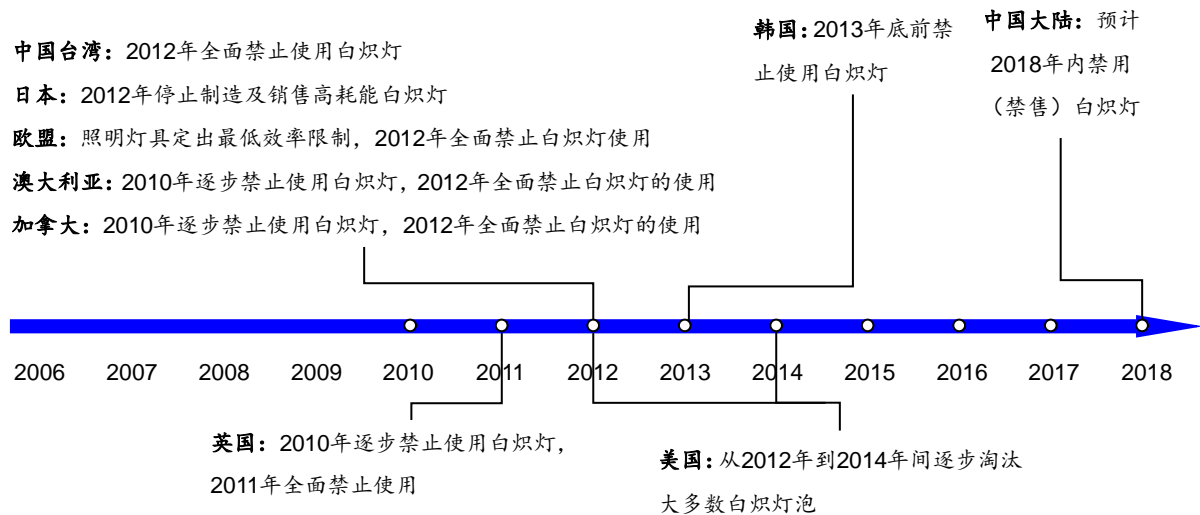 中国台湾：2012年全面禁止使用白炽灯
日本：2012年停止制造及销售高耗能白炽灯
欧盟：照明灯具定出最低效率限制，2012年全面禁止白炽灯使用
澳大利亚：2010年逐步禁止使用白炽灯，2012年全面禁止白炽灯的使用
加拿大：2010年逐步禁止使用白炽灯，2012年全面禁止白炽灯的使用
韩国：2013年底前禁
止使用白炽灯
中国大陆：预计
2018年内禁用
（禁售）白炽灯
2006 2007 2008 2009 2010 2011 2012 2013 2014 2015 2016 2017 2018
英国：2010年逐步禁止使用白炽灯，
2011年全面禁止使用
美国：从2012年到2014年间逐步淘汰
大多数白炽灯泡